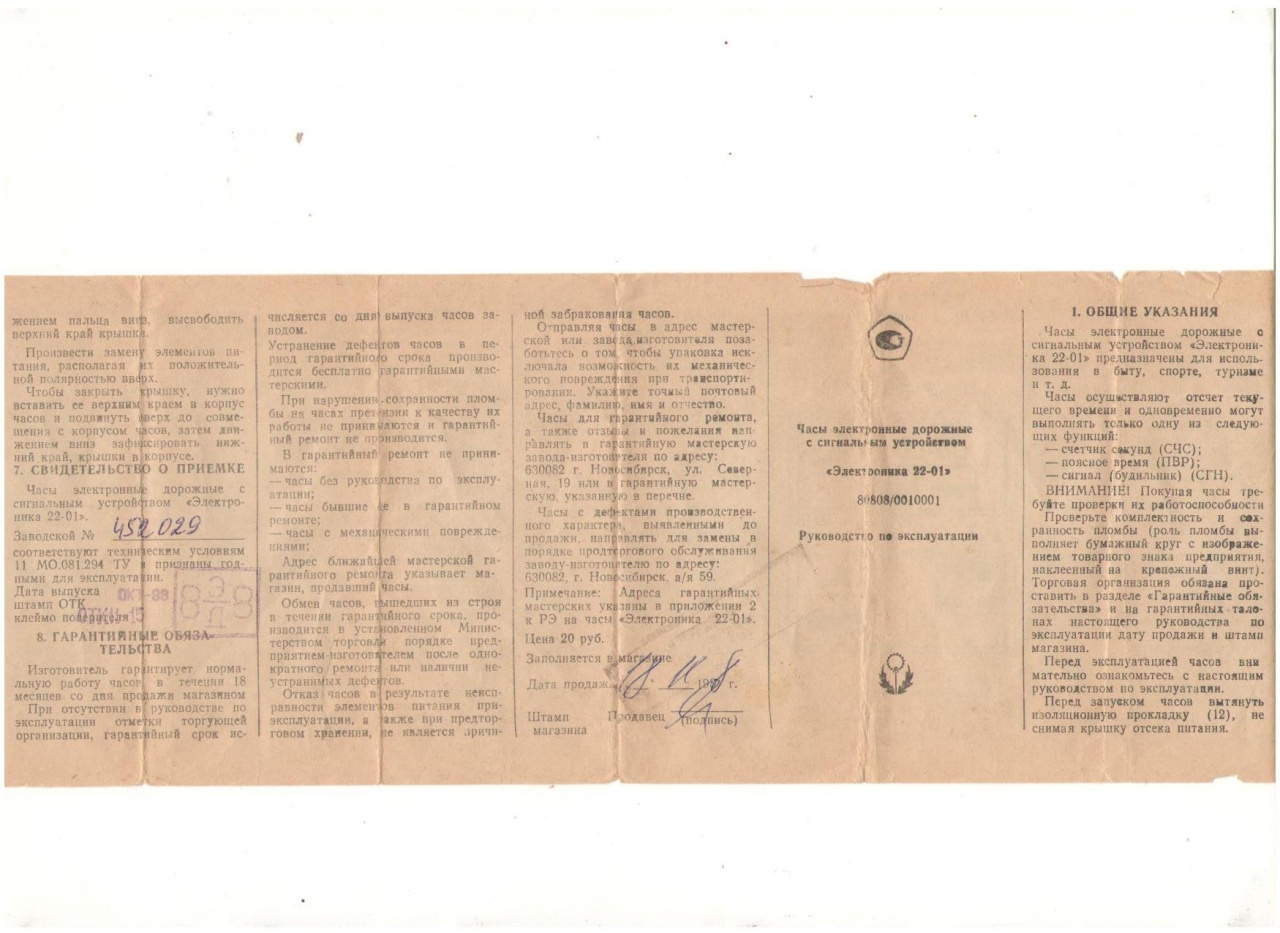 жением пальца вниз, высвободить
верхний край крышки.
Произвести замену элементов пи-
тания, располагая их положитель-
ной полярностью вверх.
Чтобы закрыть крышку, нужно
вставить ее верхним краем в корпус
часов и подвинуть вверх до совме-
щения с корпусом часов, затем дви-
жением вниз зафиксировать ниж-
ний край, крышки в корпусе.
7. СВИДЕТЕЛЬСТВО О ПРИЕМКЕ
Часы электронные дорожные с
сигнальным устройством «Электро-
ника 22-01».
Заводской № 452029
соответствуют техническим условиям
11 МО.081.294 ТУ и признаны год-
ными для эксплуатации.
Дата выпуска ОКТ-88
штамп ОТК
клеймо поверителя
8. ГАРАНТИЙНЫЕ ОБЯЗА-
ТЕЛЬСТВА
Изготовитель гарантирует нормаль-
ную работу часов в течении 18
месяцев со дня продажи магазином
При отсутствии в руководстве по
эксплуатации отметки торгующей
организации, гарантийный срок ис-
числяется со дня выпуска часов за-
водом.
Устранение дефектов часов в пе-
риод гарантийного срока произво-
дится бесплатно гарантийными мас-
терскими.
При нарушении сохранности плом-
бы на часах претензии к качеству их
работы не принимаются и гарантий-
ный ремонт не производится.
В гарантийный ремонт не прини-
маются:
— часы без руководства по эксплу-
атации;
— часы бывшие не в гарантийном
ремонте;
— часы с механическими поврежде-
ниями;
Адрес ближайшей мастерской га-
рантийного ремонта указывает ма-
газин, продавший часы.
Обмен часов, вышедших из строя
в течении гарантийного срока, про-
изводится в установленном Минис-
терством торговли порядке пред-
приятием-изготовителем после одно-
кратного ремонта или наличии не-
устранимых дефектов.
Отказ часов в результате неисп-
равности элементов питания при
эксплуатации, а также при предтор-
говом хранении, не является причи-
ной забракования часов.
Отправляя часы в адрес мастер-
ской или завода-изготовителя поза-
ботьтесь о том, чтобы упаковка иск-
лючала возможность их механичес-
кого повреждения при транспорти-
ровании. Укажите точный почтовый
адрес, фамилию, имя и отчество.
Часы для гарантийного ремонта,
а также отзывы и пожелания нап-
равлять в гарантийную мастерскую
завода-изготовителя по адресу:
630082 г. Новосибирск, ул. Север-
ная, 19 или в гарантийную мастер-
скую, указанную в перечне.
Часы с дефектами производствен-
ного характера, выявленными до
продажи, направлять для замены в
порядке продторгового обслуживания
заводу-изготовителю по адресу:
630082, г. Новосибирск, а/я 59.
Примечание: Адреса гарантийных
мастерских указаны в приложении 2
к РЭ на часы «Электроника 22-01».
Цена 20 руб.
Заполняется в магазине
Дата продажи 198 г.
Штамп Продавец (подпись)
магазина
Часы электронные дорожные
с сигнальным устройством
«Электроника 22-01»
80808/0010001
Руководство по эксплуатации
1. ОБЩИЕ УКАЗАНИЯ
Часы электронные дорожные с
сигнальным устройством «Электрони-
ка 22-01» предназначены для исполь-
зования в быту, спорте, туризме
и т. д.
Часы осуществляют отсчет теку-
щего времени и одновременно могут
выполнять только одну из следую-
щих функций:
— счетчик секунд (СЧС);
— поясное время (ПВР);
— сигнал (будильник) (СГН).
ВНИМАНИЕ! Покупая часы тре-
буйте проверки их работоспособности
Проверьте комплектность и сох-
ранность пломбы (роль пломбы вы-
полняет бумажный круг с изображе-
нием товарного знака предприятия,
наклеенный на крепежный винт).
Торговая организация обязана про-
ставить в разделе «Гарантийные обя-
зательства» и на гарантийных тало-
нах настоящего руководства по
эксплуатации дату продажи и штамп
магазина.
Перед эксплуатацией часов вни
мательно ознакомьтесь с настоящим
руководством по эксплуатации.
Перед запуском часов вытянуть
изоляционную прокладку (12), не
снимая крышку отсека питания.